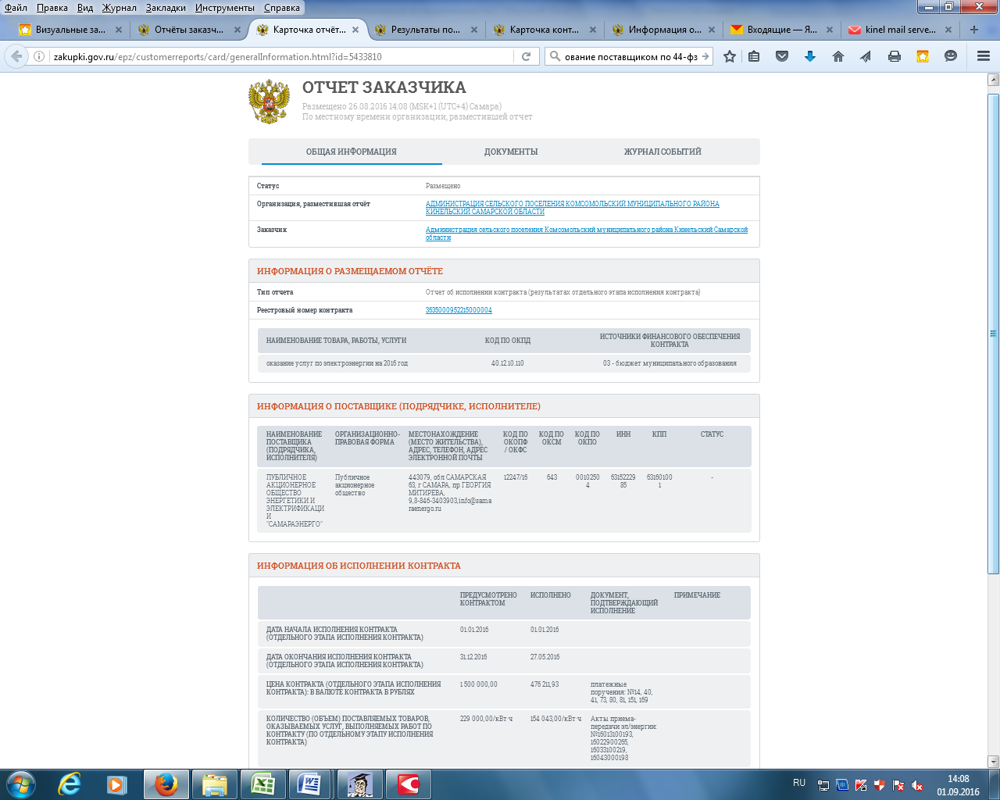 Файл Правка Вид Журнал Закладки Инструменты Справка
Визуальные за... Отчёты заказч... Карточка отчёт... Результаты по... Карточка конт... Информация о... Входящие — Я... kinel mail serve...
zakupki.gov.ru/epz/customerreports/card/generalInformation.html?id=5433810
ование поставщиком по 44-фз
ОТЧЕТ ЗАКАЗЧИКА
Размещено 26.08.2016 14:08 (MSK+1 (UTC+4) Самара)
По местному времени организации, разместившей отчет
ОБЩАЯ ИНФОРМАЦИЯ ДОКУМЕНТЫ ЖУРНАЛ СОБЫТИЙ
Статус Размещено
Организация, разместившая отчёт АДМИНИСТРАЦИЯ СЕЛЬСКОГО ПОСЕЛЕНИЯ КОМСОМОЛЬСКИЙ МУНИЦИПАЛЬНОГО РАЙОНА
КИНЕЛЬСКИЙ САМАРСКОЙ ОБЛАСТИ
Заказчик Администрация сельского поселения Комсомольский муниципального района Кинельский Самарской
области
ИНФОРМАЦИЯ О РАЗМЕЩАЕМОМ ОТЧЁТЕ
Тип отчета Отчет об исполнении контракта (результатах отдельного этапа исполнения контракта)
Реестровый номер контракта 3635000952215000004
НАИМЕНОВАНИЕ ТОВАРА, РАБОТЫ, УСЛУГИ КОД ПО ОКПД ИСТОЧНИКИ ФИНАНСОВОГО ОБЕСПЕЧЕНИЯ
КОНТРАКТА
оказание услуг по электроэнергии на 2016 год 40.12.10.110 03 - бюджет муниципального образования
ИНФОРМАЦИЯ О ПОСТАВЩИКЕ (ПОДРЯДЧИКЕ, ИСПОЛНИТЕЛЕ)
НАИМЕНОВАНИЕ ОРГАНИЗАЦИОННО- МЕСТОНАХОЖДЕНИЕ КОД ПО КОД ПО КОД ПО ИНН КПП СТАТУС
ПОСТАВЩИКА ПРАВОВАЯ ФОРМА (МЕСТО ЖИТЕЛЬСТВА), ОКОПФ ОКСМ ОКПО
(ПОДРЯДЧИКА, АДРЕС, ТЕЛЕФОН, АДРЕС / ОКФС
ИСПОЛНИТЕЛЯ) ЭЛЕКТРОННОЙ ПОЧТЫ
ПУБЛИЧНОЕ Публичное 443079, обл САМАРСКАЯ 12247/16 643 0010250 63152229 63160100 -
АКЦИОНЕРНОЕ акционерное 63, г САМАРА, пр ГЕОРГИЯ 4 85 1
ОБЩЕСТВО общество МИТИРЕВА,
ЭНЕРГЕТИКИ И 9,8-846-3403903,info@sama
ЭЛЕКТРИФИКАЦИ raenergo.ru
И
"САМАРАЭНЕРГО"
ИНФОРМАЦИЯ ОБ ИСПОЛНЕНИИ КОНТРАКТА
ПРЕДУСМОТРЕНО ИСПОЛНЕНО ДОКУМЕНТ, ПРИМЕЧАНИЕ
КОНТРАКТОМ ПОДТВЕРЖДАЮЩИЙ
ИСПОЛНЕНИЕ
ДАТА НАЧАЛА ИСПОЛНЕНИЯ КОНТРАКТА 01.01.2016 01.01.2016
(ОТДЕЛЬНОГО ЭТАПА ИСПОЛНЕНИЯ КОНТРАКТА)
ДАТА ОКОНЧАНИЯ ИСПОЛНЕНИЯ КОНТРАКТА 31.12.2016 27.05.2016
(ОТДЕЛЬНОГО ЭТАПА ИСПОЛНЕНИЯ КОНТРАКТА)
ЦЕНА КОНТРАКТА (ОТДЕЛЬНОГО ЭТАПА ИСПОЛНЕНИЯ 1 500 000,00 476 211,93 платежные
КОНТРАКТА): В ВАЛЮТЕ КОНТРАКТА В РУБЛЯХ поручения: №14, 40,
41, 73, 80, 81, 151, 169
КОЛИЧЕСТВО (ОБЪЕМ) ПОСТАВЛЯЕМЫХ ТОВАРОВ, 229 000,00/кВт·ч 154 043,00/кВт·ч Акты приема-
ОКАЗЫВАЕМЫХ УСЛУГ, ВЫПОЛНЯЕМЫХ РАБОТ ПО передачи эл/энергии:
КОНТРАКТУ (ПО ОТДЕЛЬНОМУ ЭТАПУ ИСПОЛНЕНИЯ №16013100193,
КОНТРАКТА) 16022900265,
16033100219,
16043000198
RU 14:08
01.09.2016